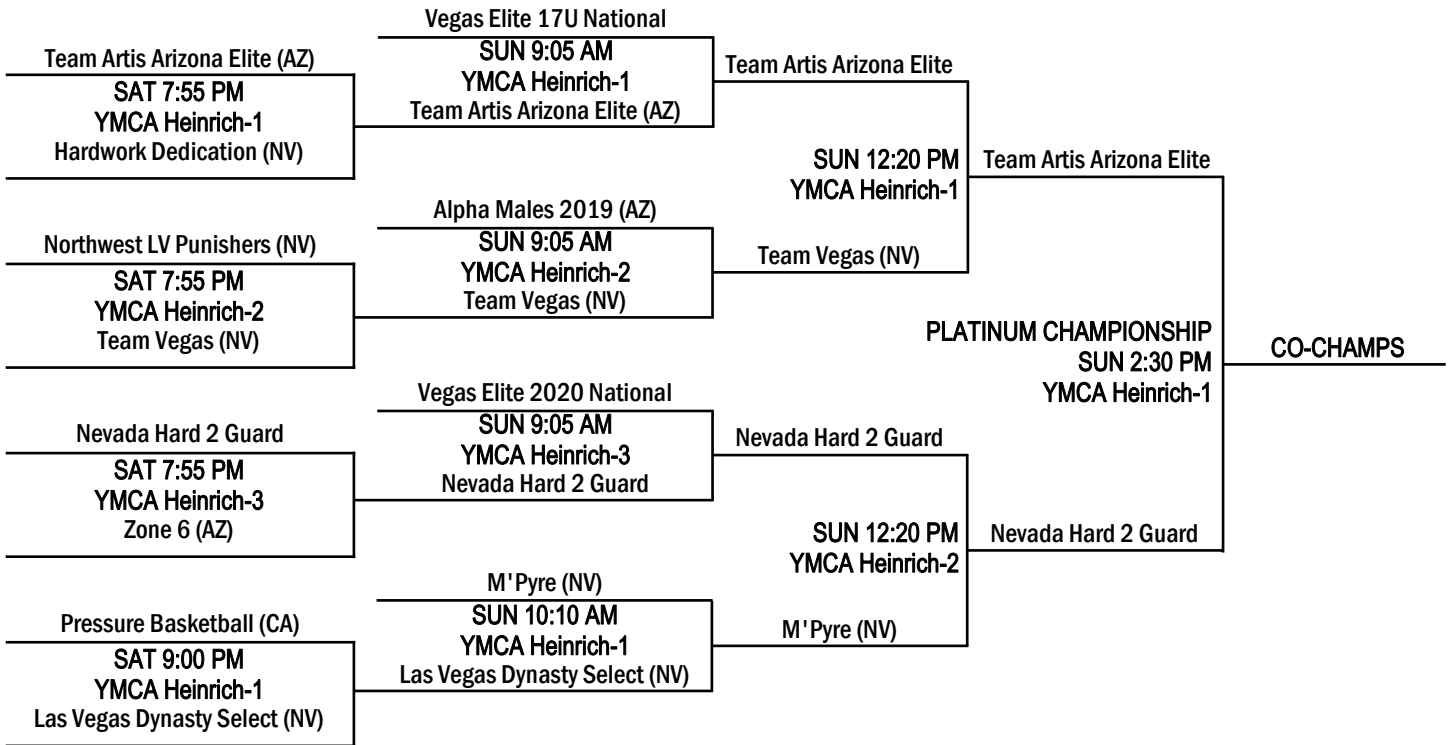 Team Artis Arizona Elite (AZ)
SAT 7:55 PM
YMCA Heinrich-1
Hardwork Dedication (NV)
Northwest LV Punishers (NV)
SAT 7:55 PM
YMCA Heinrich-2
Team Vegas (NV)
Nevada Hard 2 Guard
SAT 7:55 PM
YMCA Heinrich-3
Zone 6 (AZ)
Pressure Basketball (CA)
SAT 9:00 PM
YMCA Heinrich-1
Las Vegas Dynasty Select (NV)
Vegas Elite 17U National
SUN 9:05 AM
YMCA Heinrich-1
Team Artis Arizona Elite (AZ)
Alpha Males 2019 (AZ)
SUN 9:05 AM
YMCA Heinrich-2
Team Vegas (NV)
Vegas Elite 2020 National
SUN 9:05 AM
YMCA Heinrich-3
Nevada Hard 2 Guard
M'Pyre (NV)
SUN 10:10 AM
YMCA Heinrich-1
Las Vegas Dynasty Select (NV)
Team Artis Arizona Elite
SUN 12:20 PM
YMCA Heinrich-1
Team Vegas (NV)
Nevada Hard 2 Guard
SUN 12:20 PM
YMCA Heinrich-2
M'Pyre (NV)
Team Artis Arizona Elite
PLATINUM CHAMPIONSHIP
SUN 2:30 PM
YMCA Heinrich-1
Nevada Hard 2 Guard
CO-CHAMPS